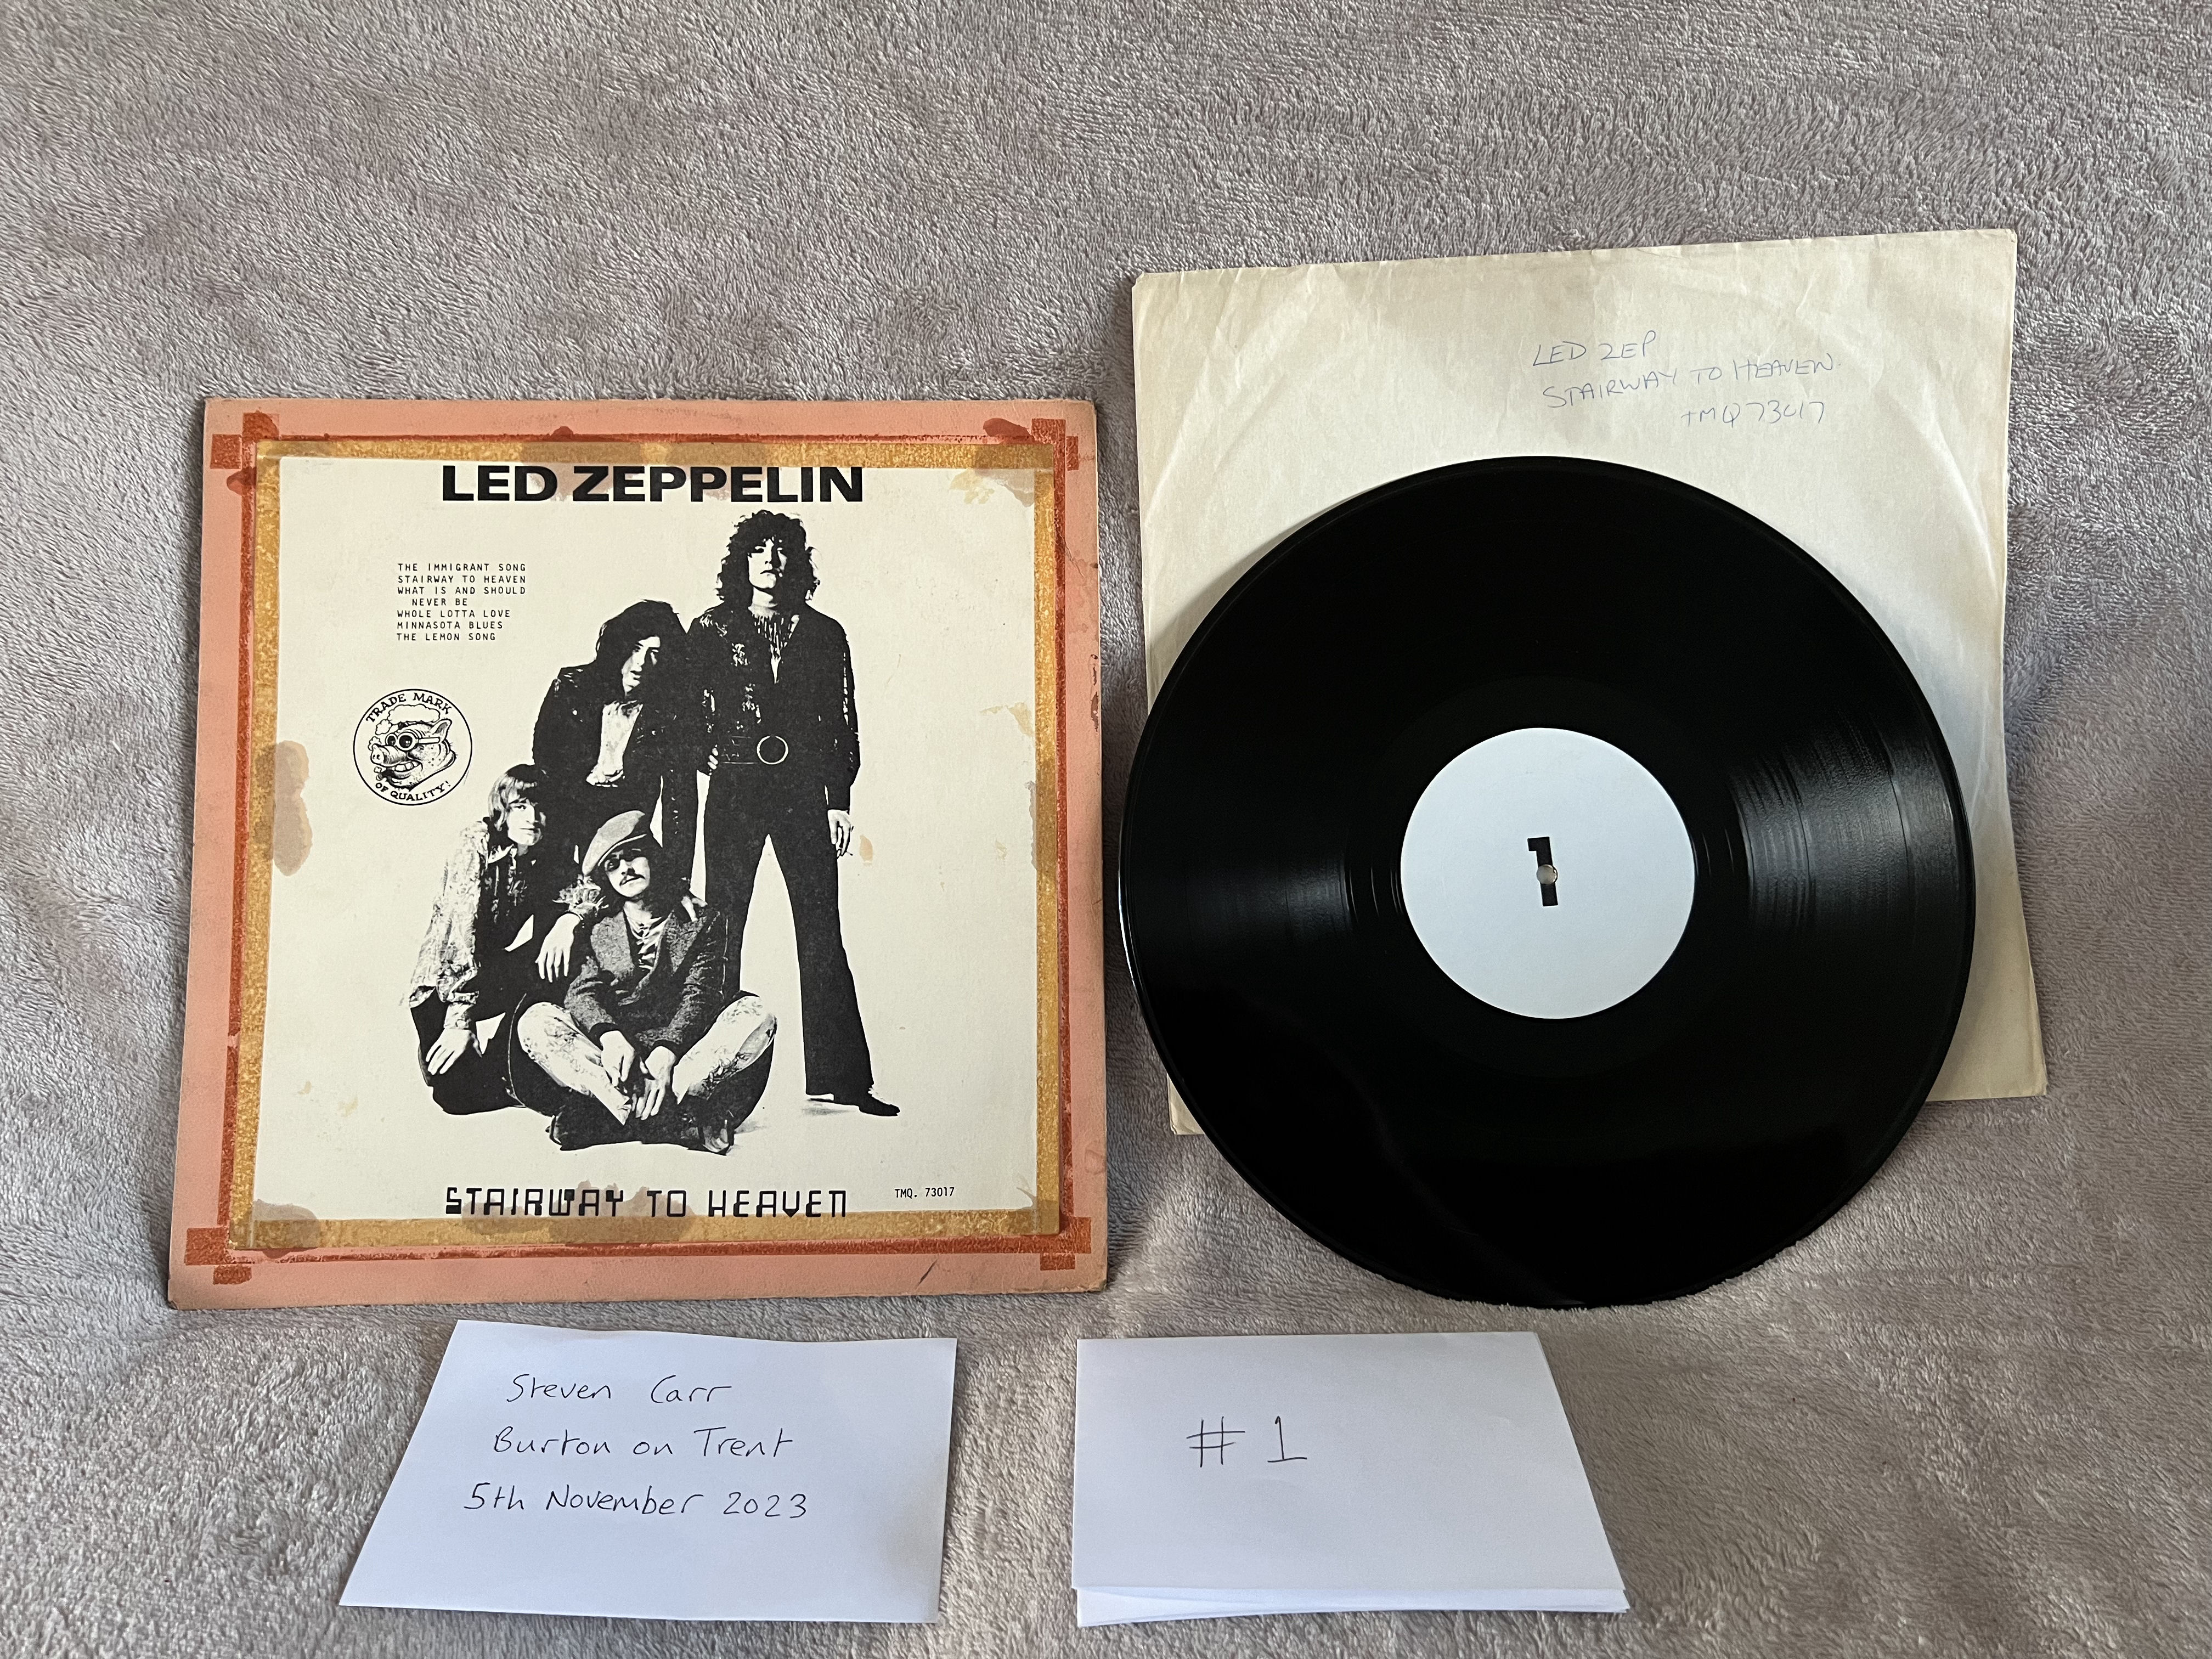 LED ZEPPELIN
THE IMMIGRANT SONG
STAIRWAY TO HEAVEN
WHAT IS AND SHOULD
NEVER BE
WHOLE LOTTA LOVE
MINNASOTA BLUES
THE LEMON SONG
TRADE MARK
OF QUALITY!
STAIRWAY TO HEAVEN
TMQ. 73017
LED ZEP
STAIRWAY TO HEAVEN.
TMQ 73017
1
Steven Carr
Burton on Trent
5th November 2023
#1